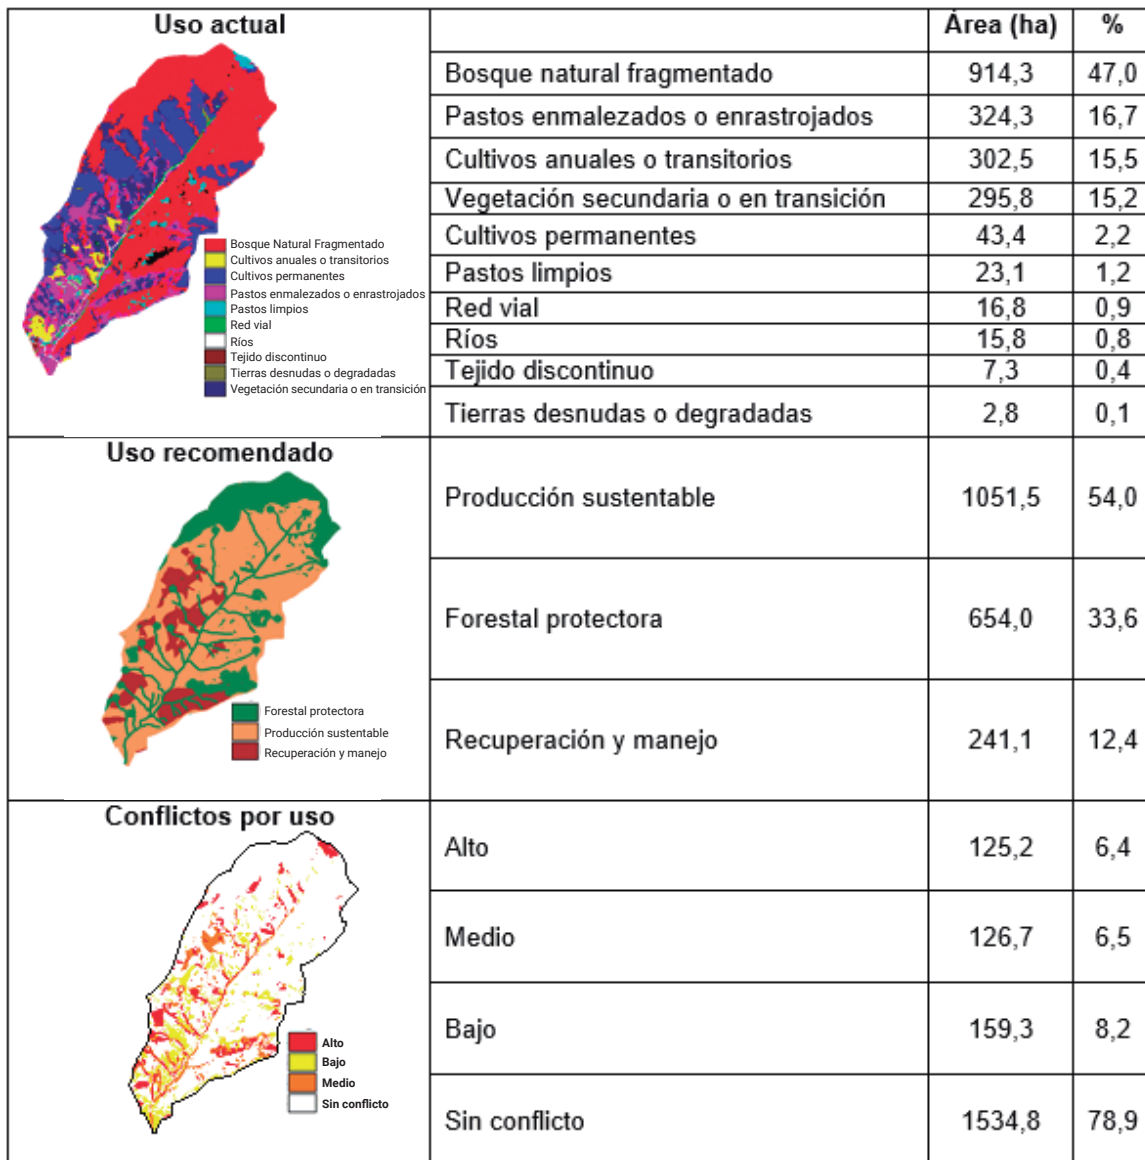 Uso actual
Área (ha) %
Bosque natural fragmentado 914,3 47,0
Pastos enmalezados o enrastrojados 324,3 16,7
Cultivos anuales o transitorios 302,5 15,5
Vegetación secundaria o en transición 295,8 15,2
Cultivos permanentes 43,4 2,2
Pastos limpios 23,1 1,2
Red vial 16,8 0,9
Ríos 15,8 0,8
Tejido discontinuo 7,3 0,4
Tierras desnudas o degradadas 2,8 0,1
Bosque Natural Fragmentado
Cultivos anuales o transitorios
Cultivos permanentes
Pastos enmalezados o enrastrojados
Pastos limpios
Red vial
Ríos
Tejido discontinuo
Tierras desnudas o degradadas
Vegetación secundaria o en transición
Uso recomendado
Producción sustentable 1051,5 54,0
Forestal protectora 654,0 33,6
Recuperación y manejo 241,1 12,4
Forestal protectora
Producción sustentable
Recuperación y manejo
Conflictos por uso
Alto 125,2 6,4
Medio 126,7 6,5
Bajo 159,3 8,2
Sin conflicto 1534,8 78,9
Alto
Bajo
Medio
Sin conflicto